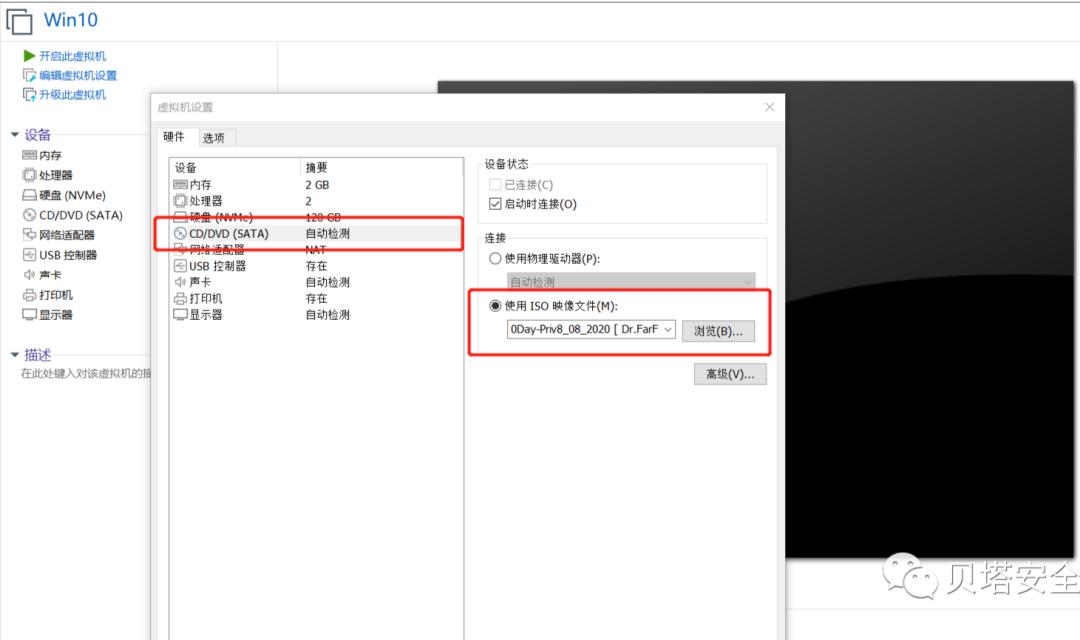 Win10
开启此虚拟机
编辑虚拟机设置
升级此虚拟机
设备
内存
处理器
硬盘 (NVMe)
CD/DVD (SATA)
网络适配器
USB 控制器
声卡
打印机
显示器
描述
在此处键入对该虚拟机的描
虚拟机设置
硬件 选项
设备 摘要
内存 2 GB
处理器 2
硬盘 (NVMe) 120 GB
CD/DVD (SATA) 自动检测
网络适配器 NAT
USB 控制器 存在
声卡 自动检测
打印机 存在
显示器 自动检测
设备状态
已连接(C)
启动时连接(O)
连接
使用物理驱动器(P):
自动检测
使用 ISO 映像文件(M):
0Day-Priv8_08_2020 [ Dr.FarF
浏览(B)...
高级(V)...
贝塔安全